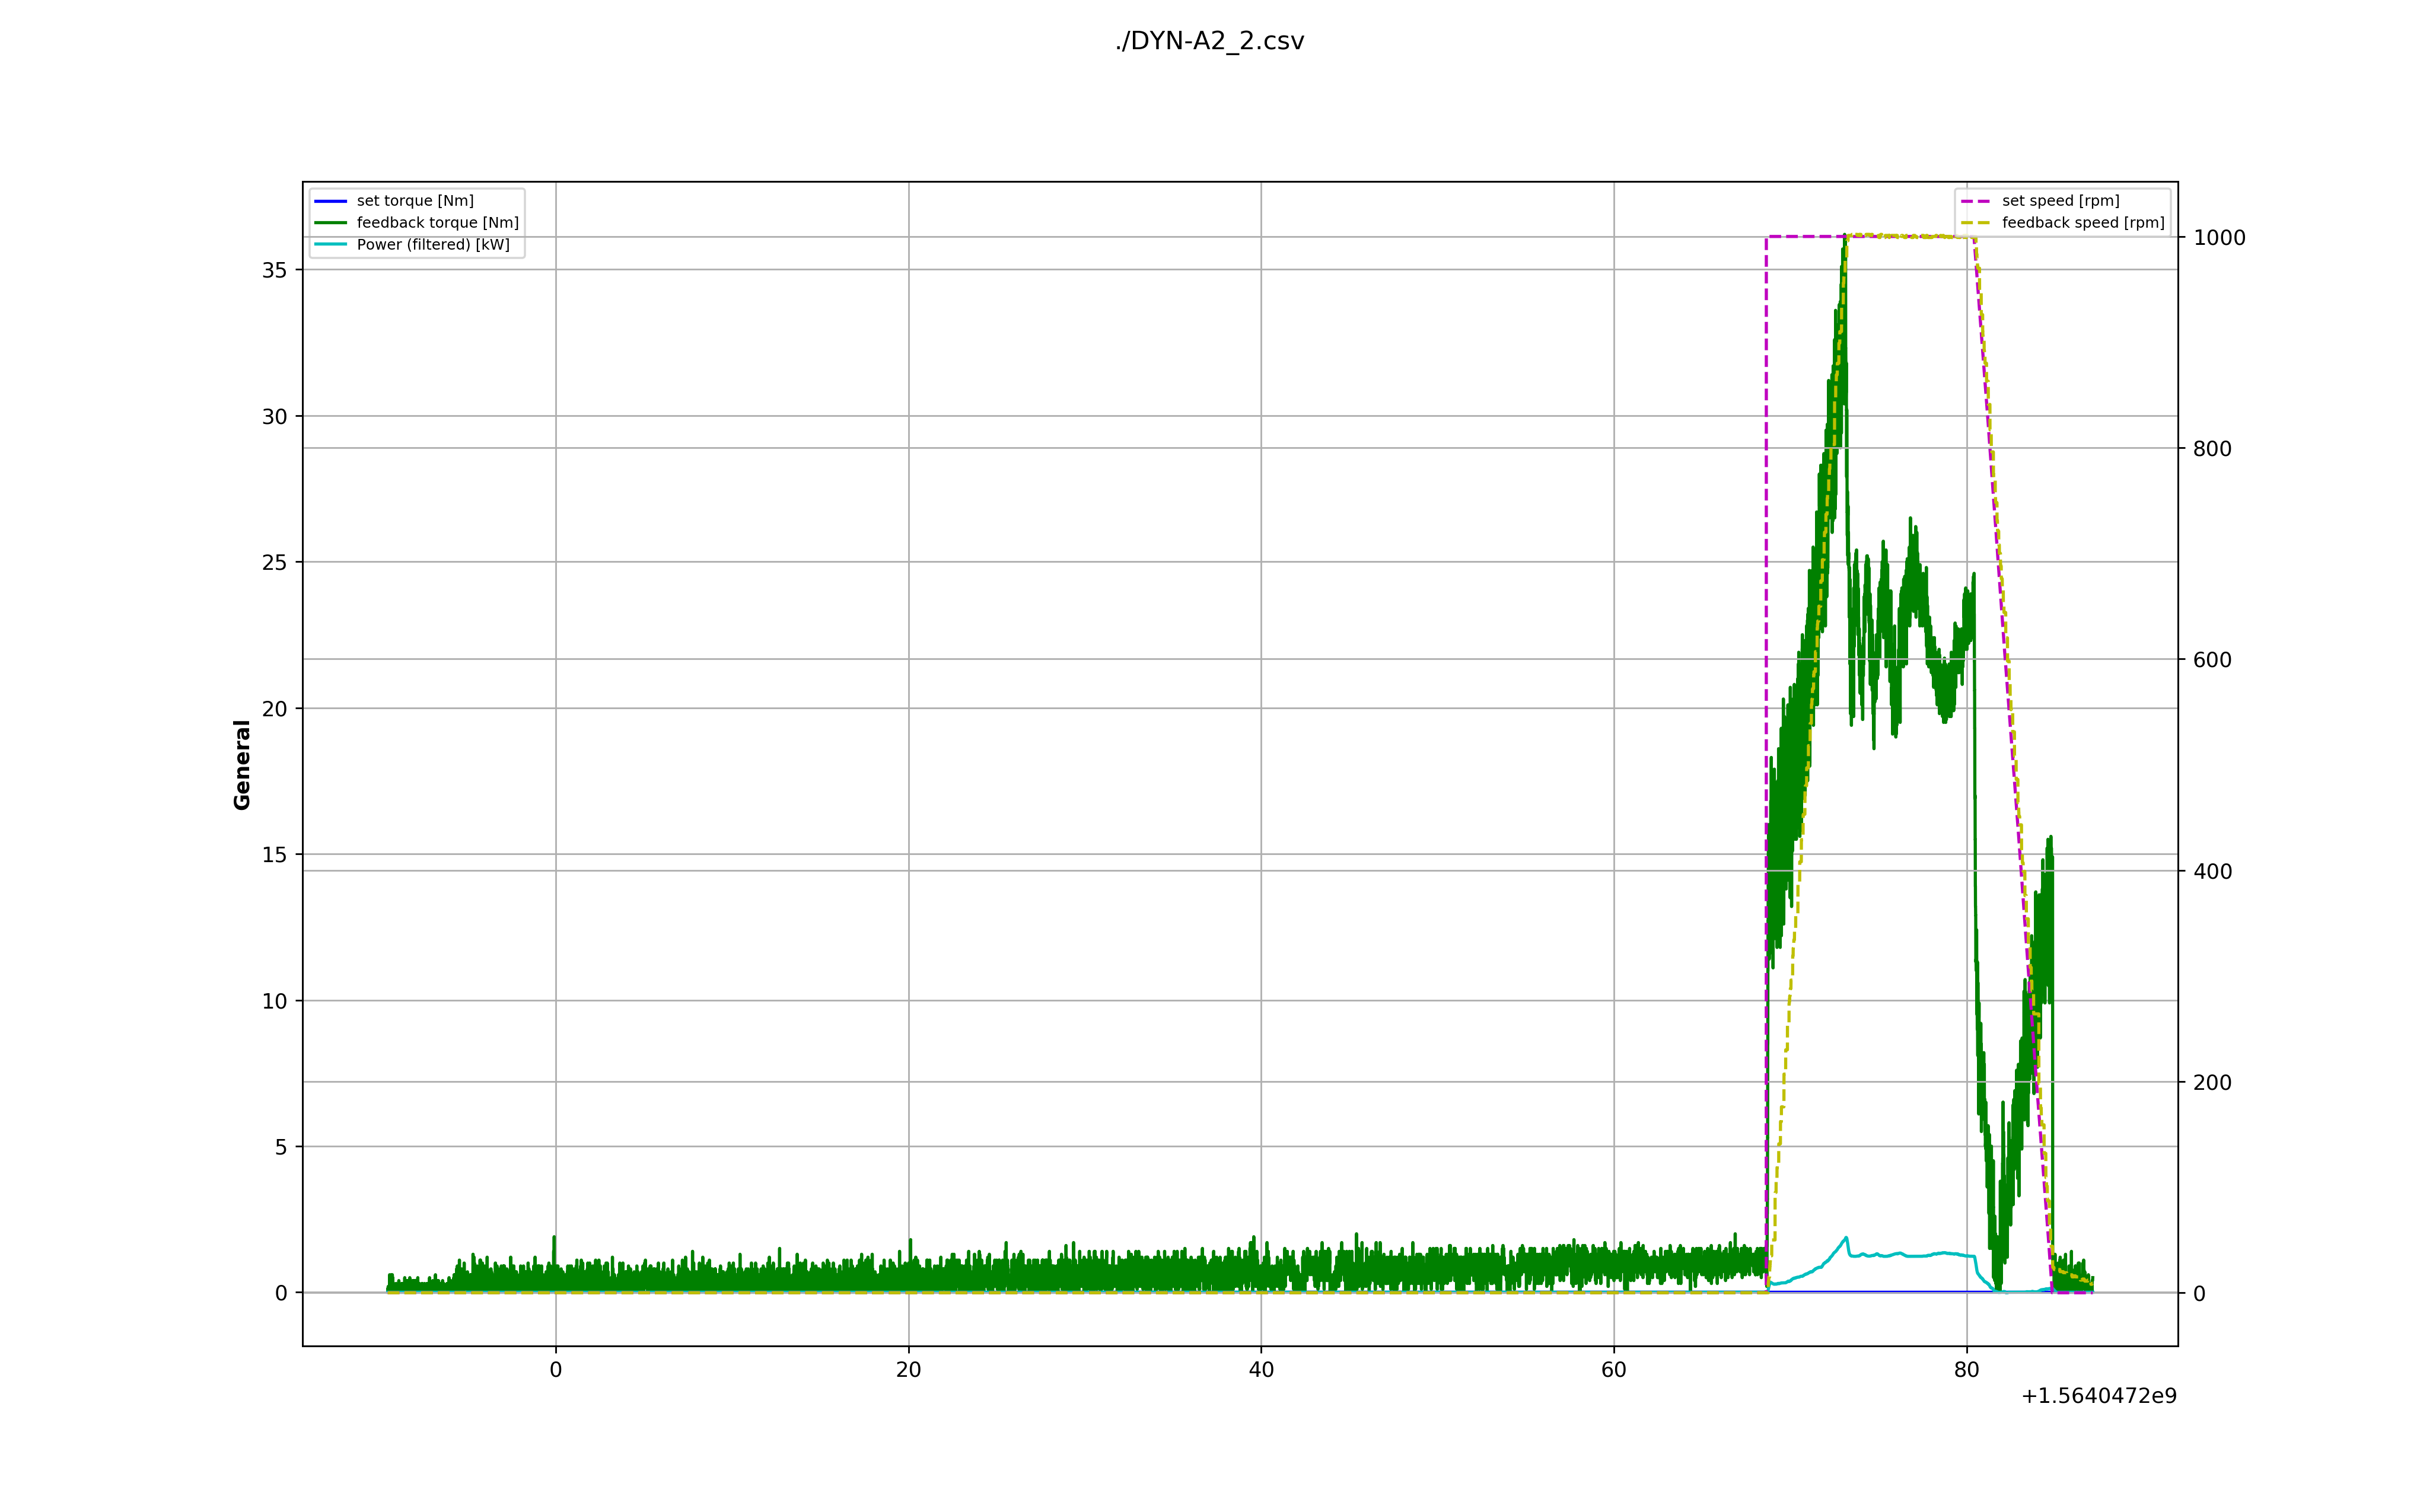 ./DYN-A2_2.csv
set torque [Nm]
feedback torque [Nm]
Power (filtered) [kW]
set speed [rpm]
feedback speed [rpm]
General
35
30
25
20
15
10
5
0
1000
800
600
400
200
0
0 20 40 60 80
+1.5640472e9